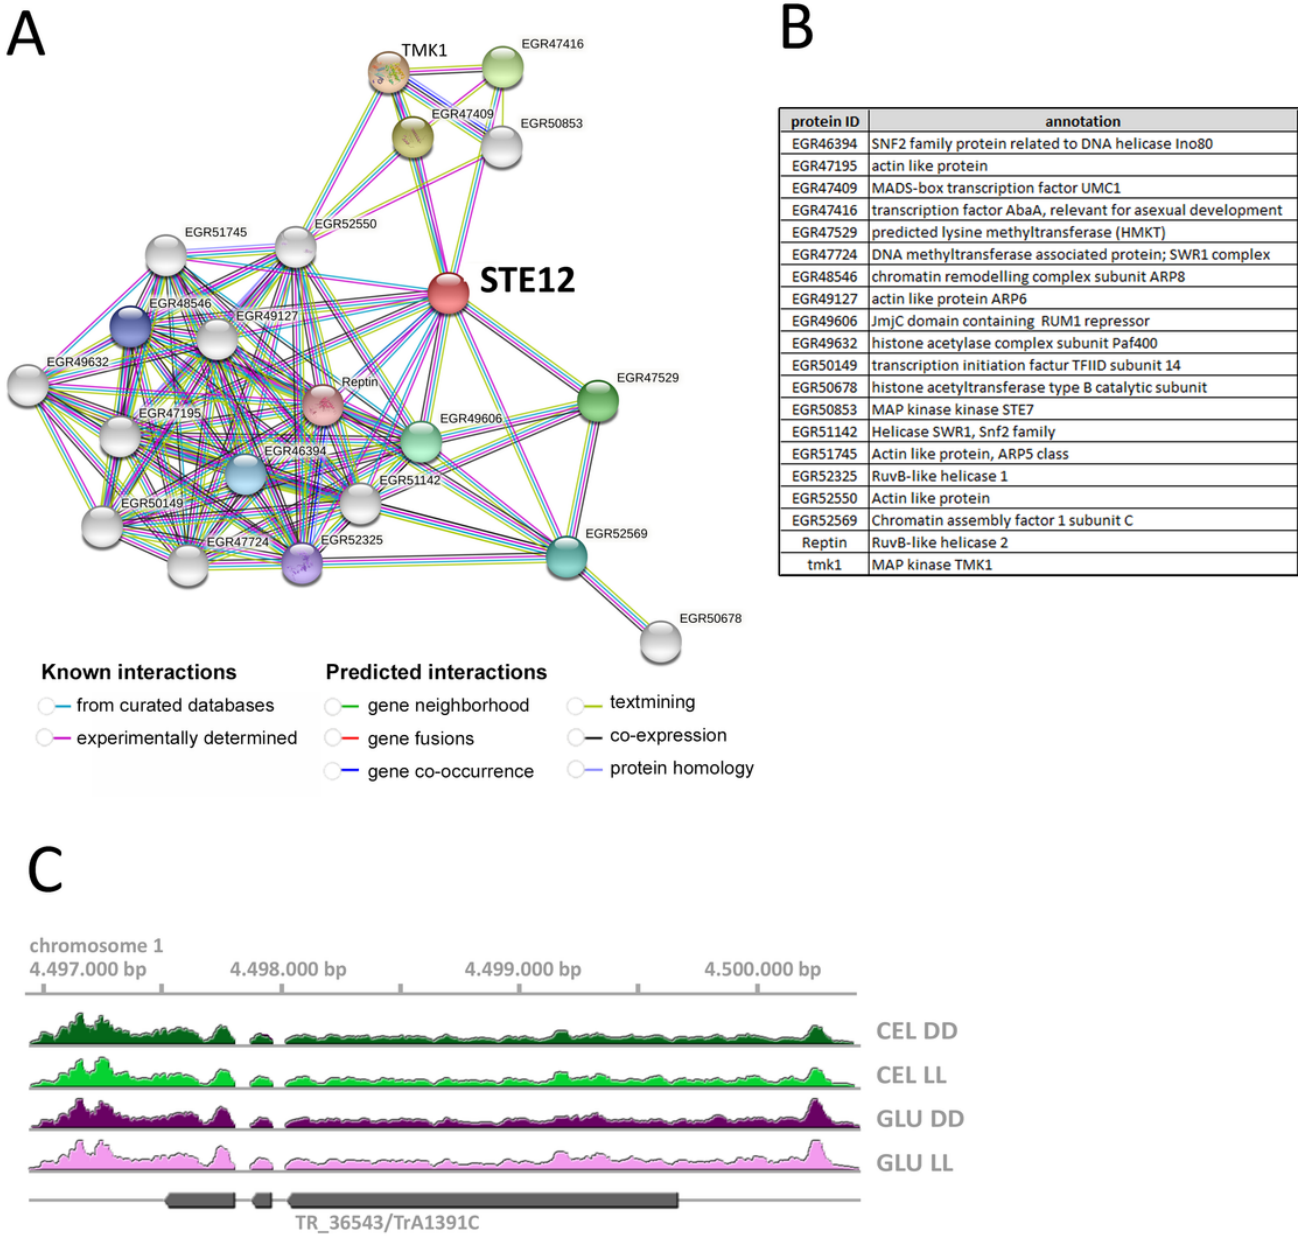 A
TMK1
EGR47416
EGR47409
EGR50853
EGR51745
EGR52550
STE12
EGR48546
EGR49127
EGR49632
Reptin
EGR47529
EGR47195
EGR49606
EGR46394
EGR51142
EGR50149
EGR47724
EGR52325
EGR52569
EGR50678
Known interactions
from curated databases
experimentally determined
Predicted interactions
gene neighborhood
gene fusions
gene co-occurrence
textmining
co-expression
protein homology
B
protein ID annotation
EGR46394 SNF2 family protein related to DNA helicase Ino80
EGR47195 actin like protein
EGR47409 MADS-box transcription factor UMC1
EGR47416 transcription factor AbaA, relevant for asexual development
EGR47529 predicted lysine methyltransferase (HMKT)
EGR47724 DNA methyltransferase associated protein; SWR1 complex
EGR48546 chromatin remodelling complex subunit ARP8
EGR49127 actin like protein ARP6
EGR49606 JmjC domain containing RUM1 repressor
EGR49632 histone acetylase complex subunit Paf400
EGR50149 transcription initiation factur TFIID subunit 14
EGR50678 histone acetyltransferase type B catalytic subunit
EGR50853 MAP kinase kinase STE7
EGR51142 Helicase SWR1, Snf2 family
EGR51745 Actin like protein, ARP5 class
EGR52325 RuvB-like helicase 1
EGR52550 Actin like protein
EGR52569 Chromatin assembly factor 1 subunit C
Reptin RuvB-like helicase 2
tmk1 MAP kinase TMK1
C
chromosome 1
4.497.000 bp 4.498.000 bp 4.499.000 bp 4.500.000 bp
CEL DD
CEL LL
GLU DD
GLU LL
TR_36543/TrA1391C